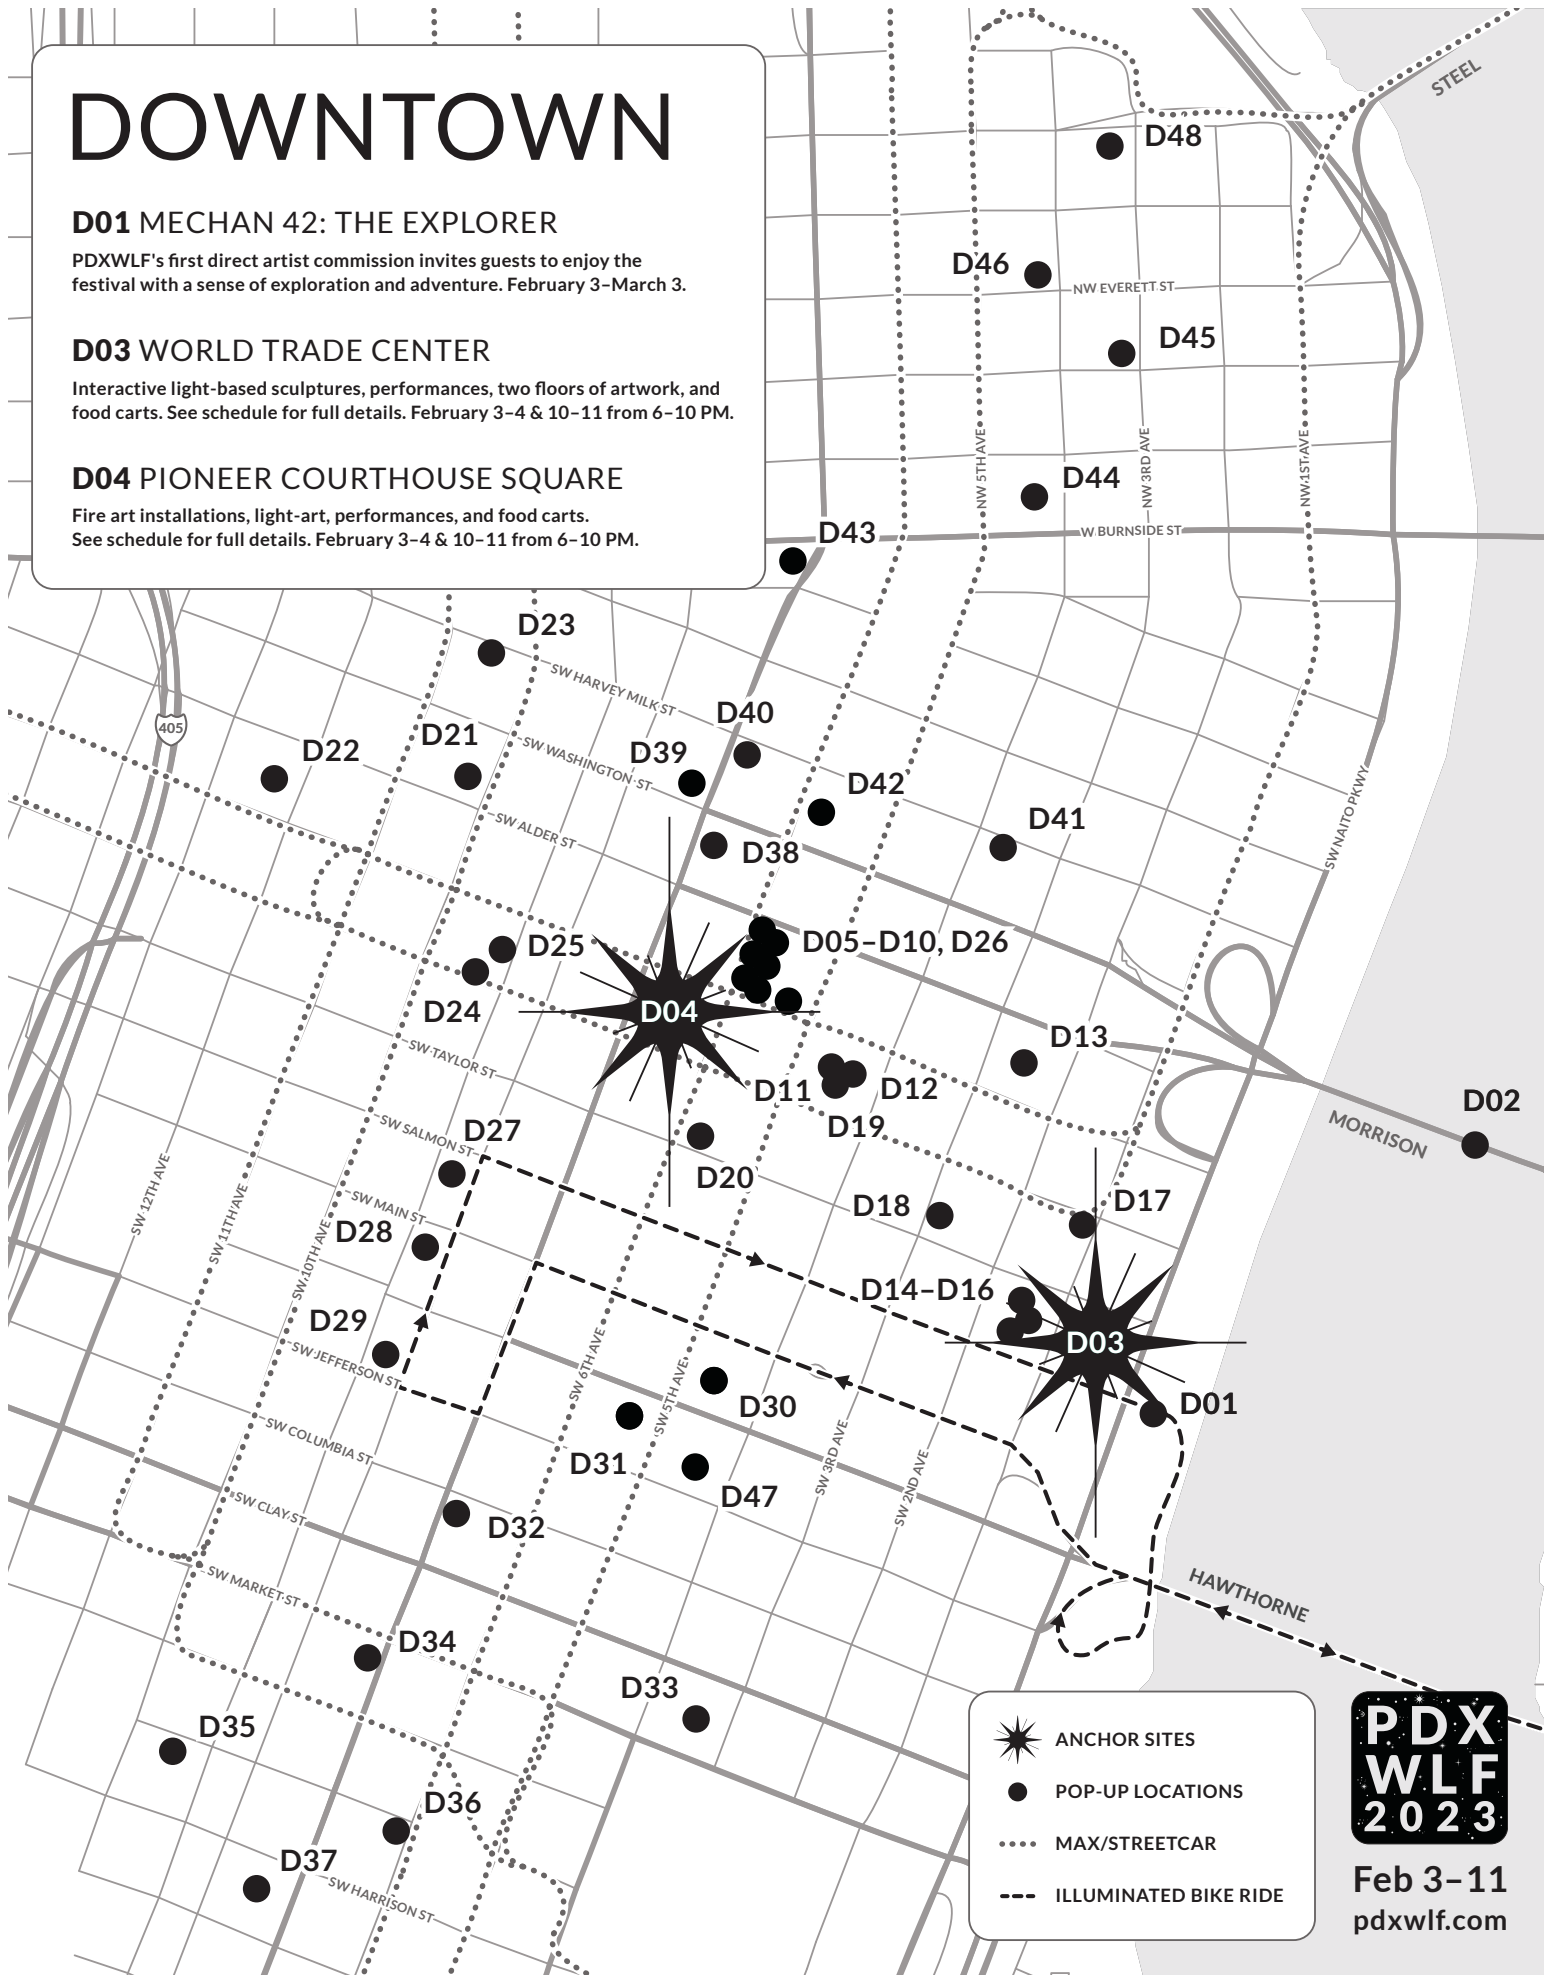 DOWNTOWN
D01 MECHAN 42: THE EXPLORER
PDXWLF's first direct artist commission invites guests to enjoy the
festival with a sense of exploration and adventure. February 3–March 3.
D03 WORLD TRADE CENTER
Interactive light-based sculptures, performances, two floors of artwork, and
food carts. See schedule for full details. February 3–4 & 10–11 from 6–10 PM.
D04 PIONEER COURTHOUSE SQUARE
Fire art installations, light-art, performances, and food carts.
See schedule for full details. February 3–4 & 10–11 from 6–10 PM.
STEEL
D48
D46
NW EVERETT ST
D45
NW 5TH AVE
NW 3RD AVE
NW 1ST AVE
D44
W BURNSIDE ST
D43
D23
SW HARVEY MILK ST
D40
405
D22
D21
SW WASHINGTON ST
D39
D42
SW NAITO PKWY
SW ALDER ST
D41
D38
D25
D05–D10, D26
D24
D04
D13
SW TAYLOR ST
D11
D12
D02
SW SALMON ST
D27
D19
MORRISON
D20
SW 12TH AVE
SW 11TH AVE
SW 10TH AVE
SW MAIN ST
D28
D18
D17
D14–D16
D29
D03
SW JEFFERSON ST
SW 6TH AVE
SW 5TH AVE
D30
D01
SW COLUMBIA ST
D31
SW 3RD AVE
SW 2ND AVE
D47
SW CLAY ST
D32
SW MARKET ST
HAWTHORNE
D34
D33
D35
D36
D37
SW HARRISON ST
ANCHOR SITES
POP-UP LOCATIONS
MAX/STREETCAR
ILLUMINATED BIKE RIDE
PDX
WLF
2023
Feb 3–11
pdxwlf.com